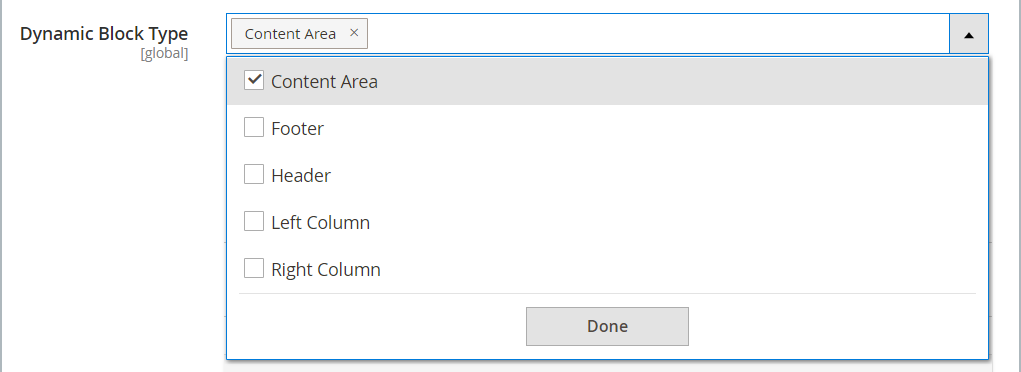 Dynamic Block Type
[global]
Content Area ×
Content Area
Footer
Header
Left Column
Right Column
Done